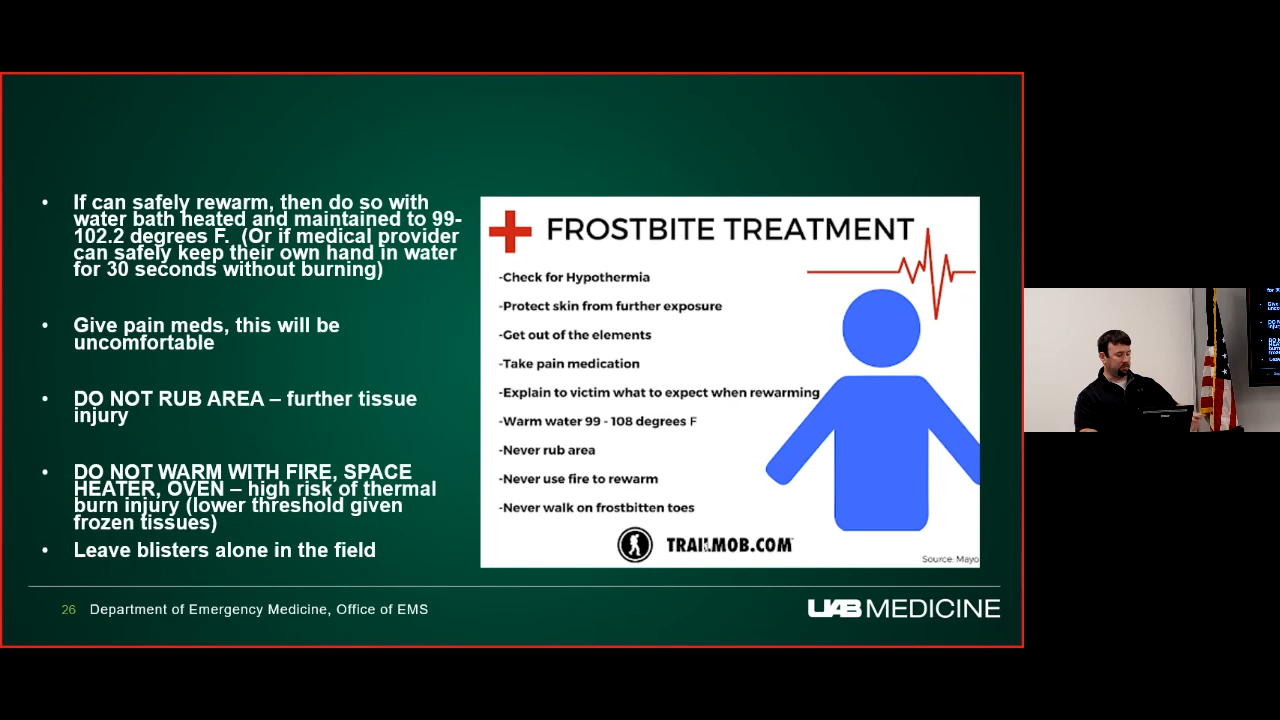 • If can safely rewarm, then do so with
water bath heated and maintained to 99-
102.2 degrees F.  (Or if medical provider
can safely keep their own hand in water
for 30 seconds without burning)
• Give pain meds, this will be
uncomfortable
• DO NOT RUB AREA – further tissue
injury
• DO NOT WARM WITH FIRE, SPACE
HEATER, OVEN – high risk of thermal
burn injury (lower threshold given
frozen tissues)
• Leave blisters alone in the field
FROSTBITE TREATMENT
-Check for Hypothermia
-Protect skin from further exposure
-Get out of the elements
-Take pain medication
-Explain to victim what to expect when rewarming
-Warm water 99 - 108 degrees F
-Never rub area
-Never use fire to rewarm
-Never walk on frostbitten toes
TRAILMOB.COM
Source: Mayo
26 Department of Emergency Medicine, Office of EMS
UAB MEDICINE